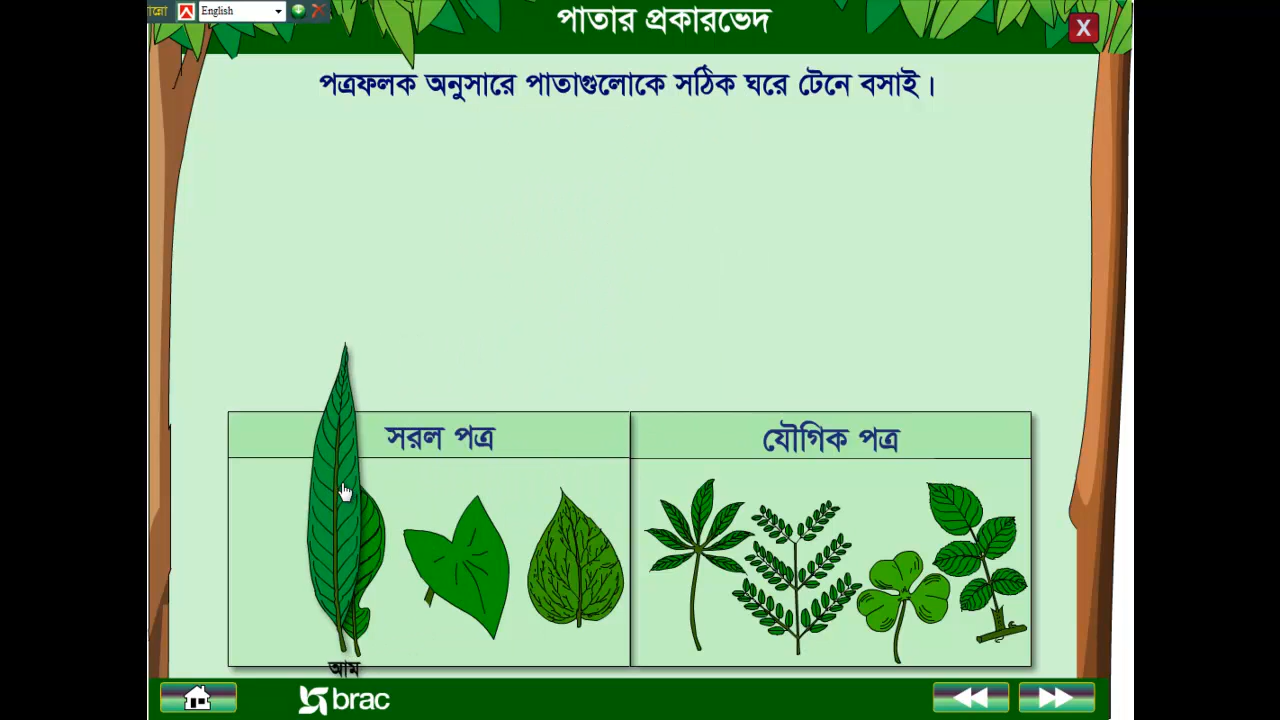 English
পাতার প্রকারভেদ
X
পত্রফলক অনুসারে পাতাগুলোকে সঠিক ঘরে টেনে বসাই।
সরল পত্র
যৌগিক পত্র
আম
brac